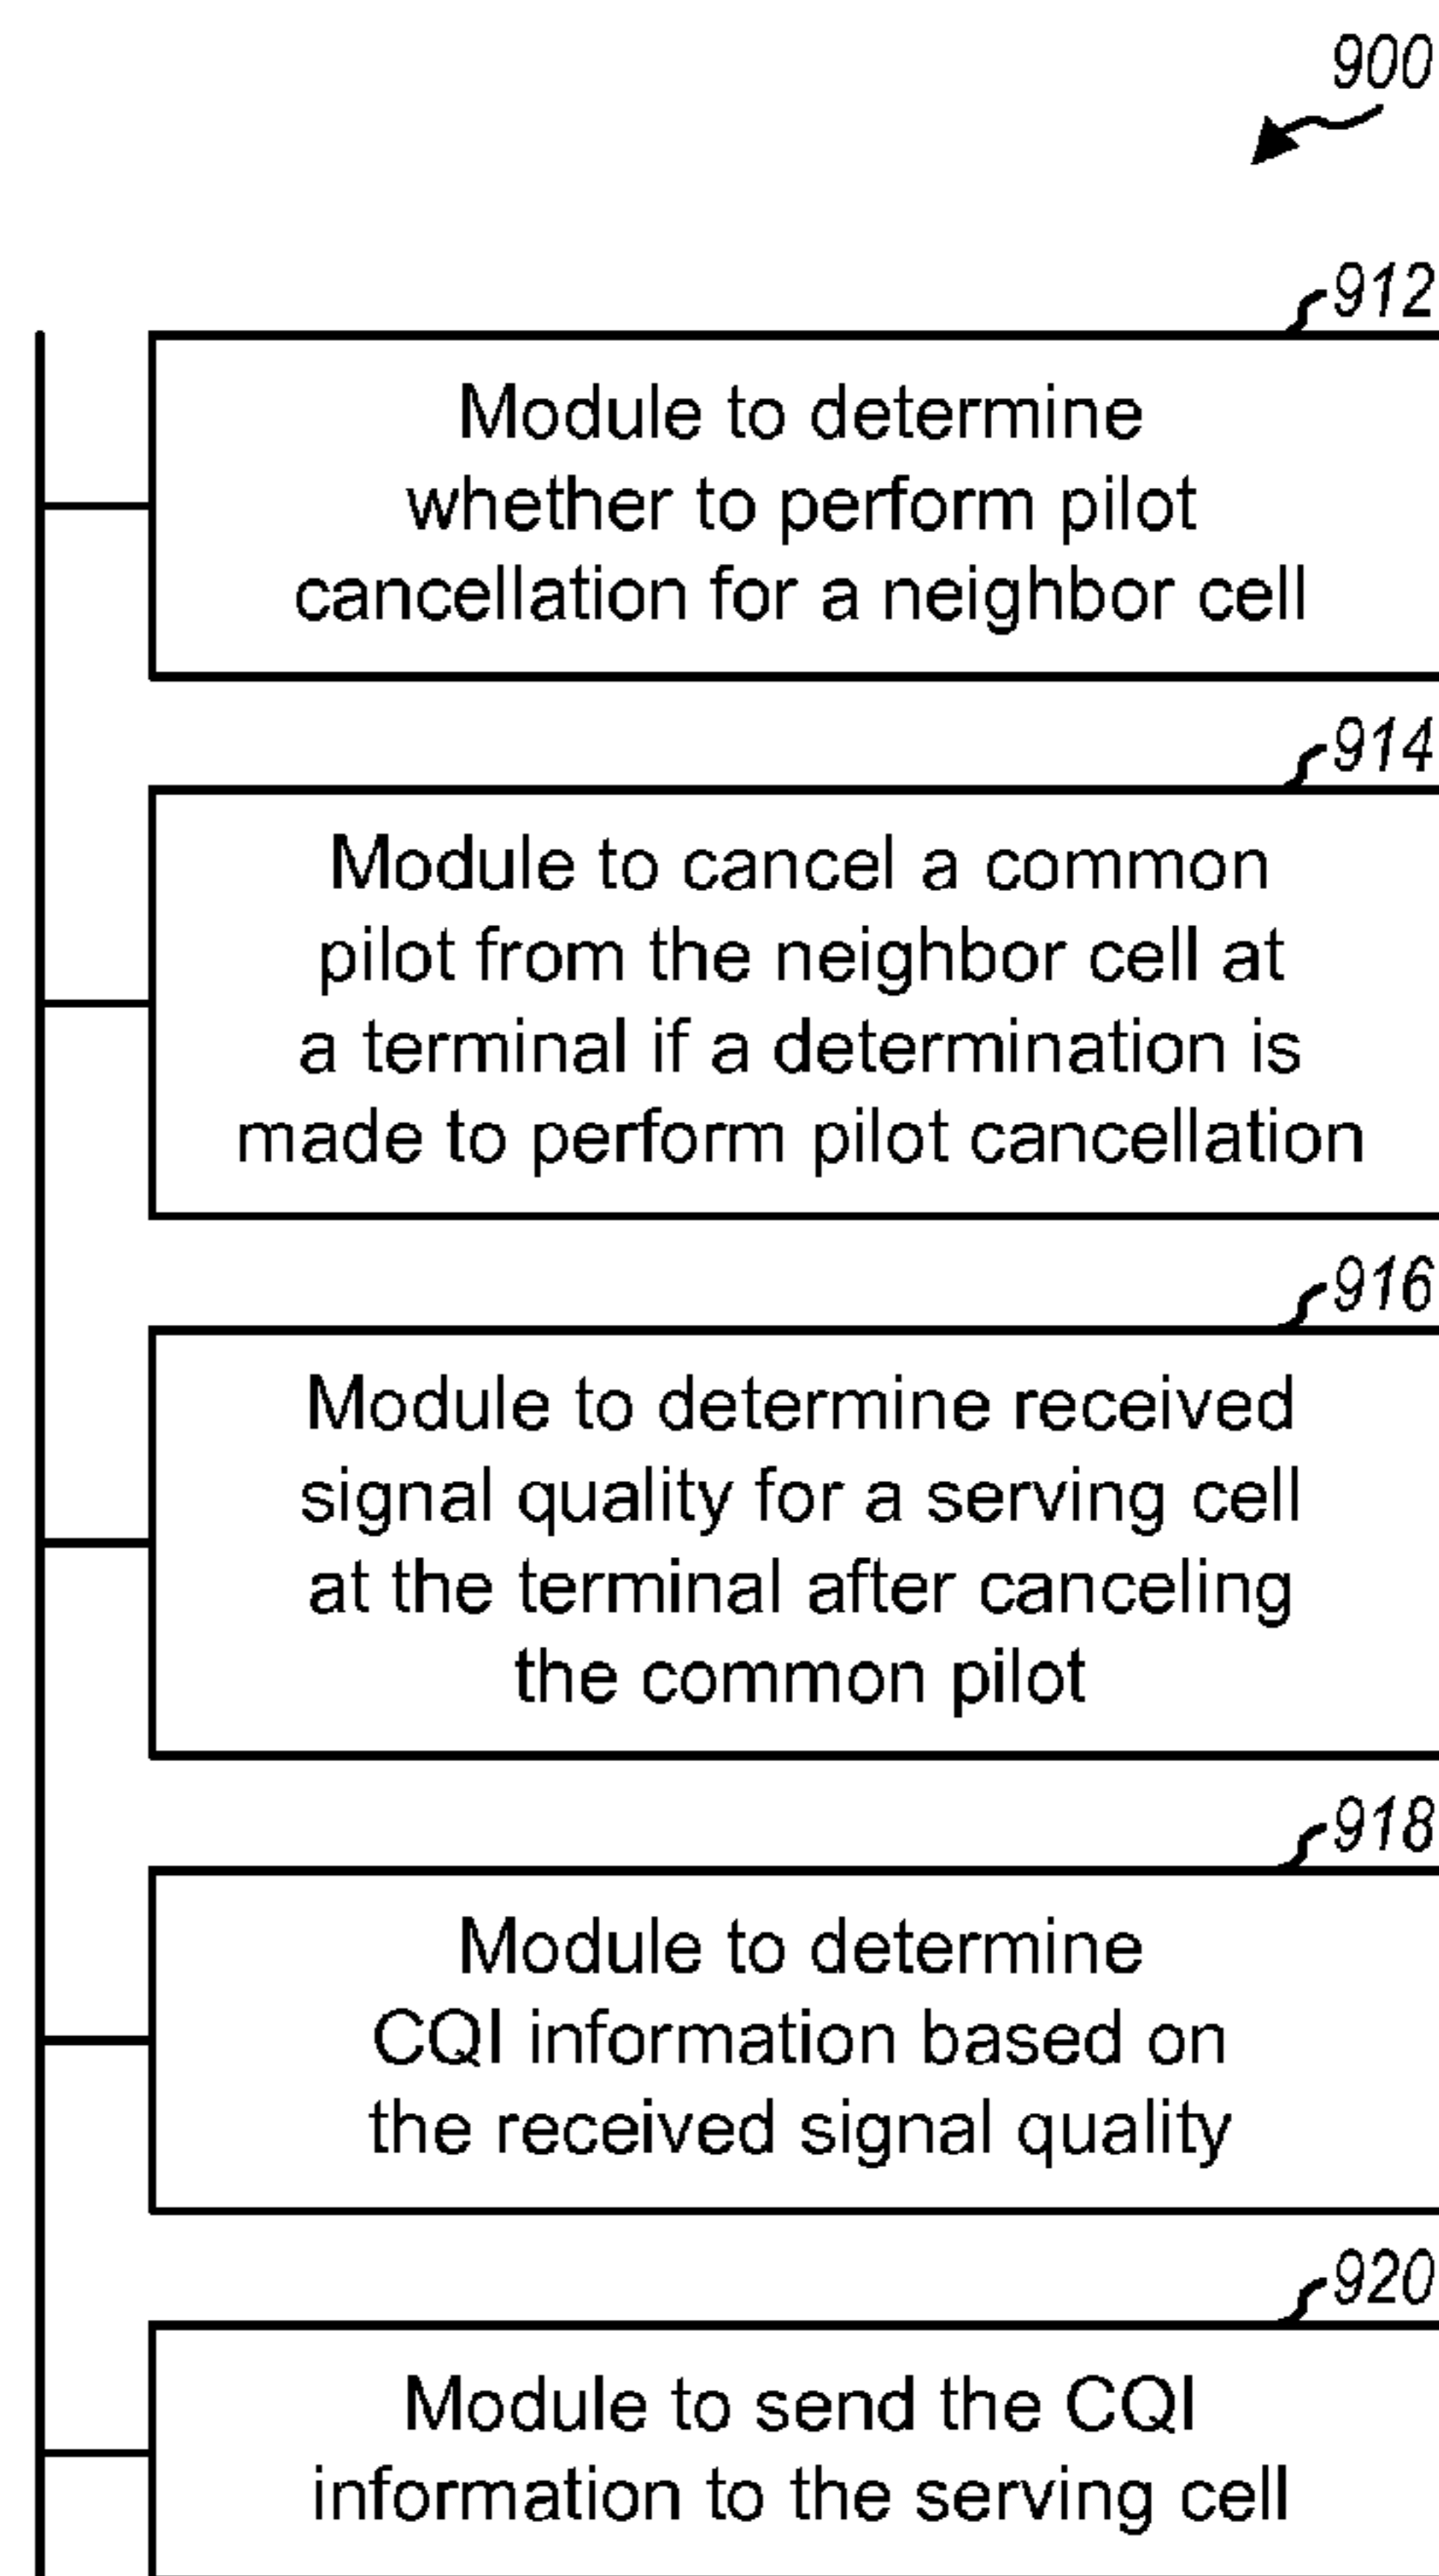 900
912
Module to determine
whether to perform pilot
cancellation for a neighbor cell
914
Module to cancel a common
pilot from the neighbor cell at
a terminal if a determination is
made to perform pilot cancellation
916
Module to determine received
signal quality for a serving cell
at the terminal after canceling
the common pilot
918
Module to determine
CQI information based on
the received signal quality
920
Module to send the CQI
information to the serving cell